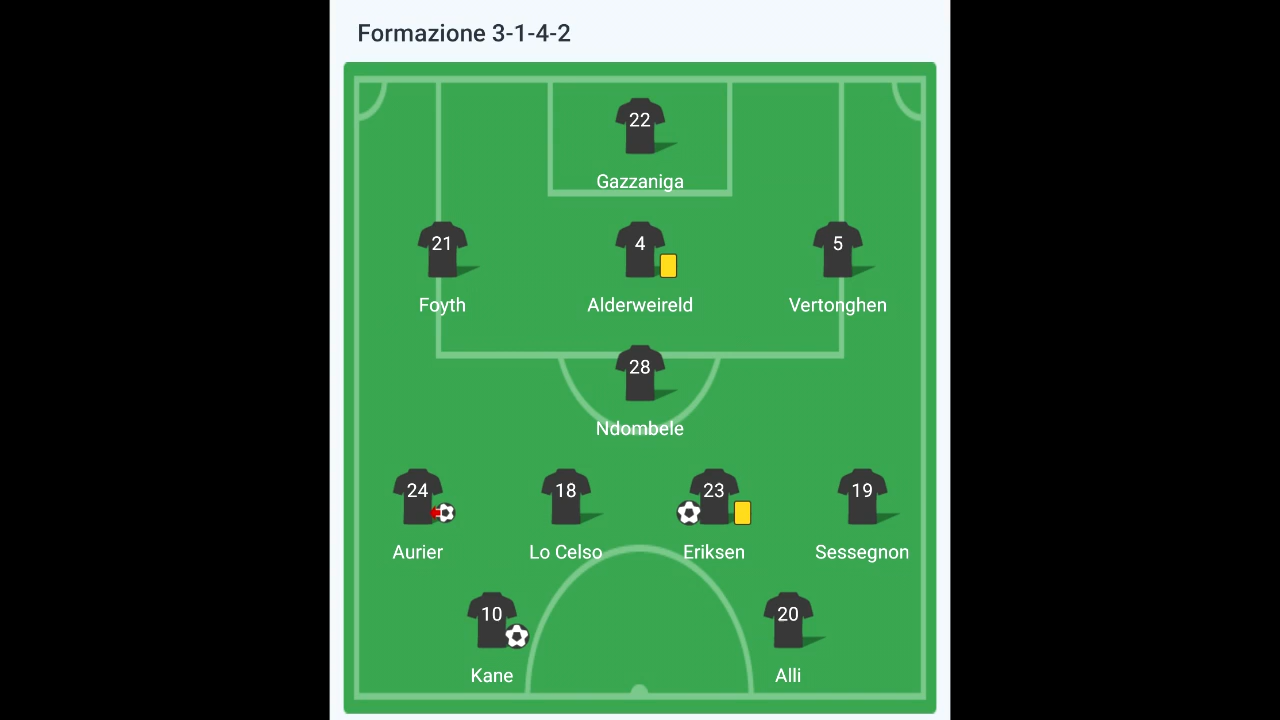 Formazione 3-1-4-2
22
Gazzaniga
21 4 5
Foyth Alderweireld Vertonghen
28
Ndombele
24 18 23 19
Aurier Lo Celso Eriksen Sessegnon
10 20
Kane Alli